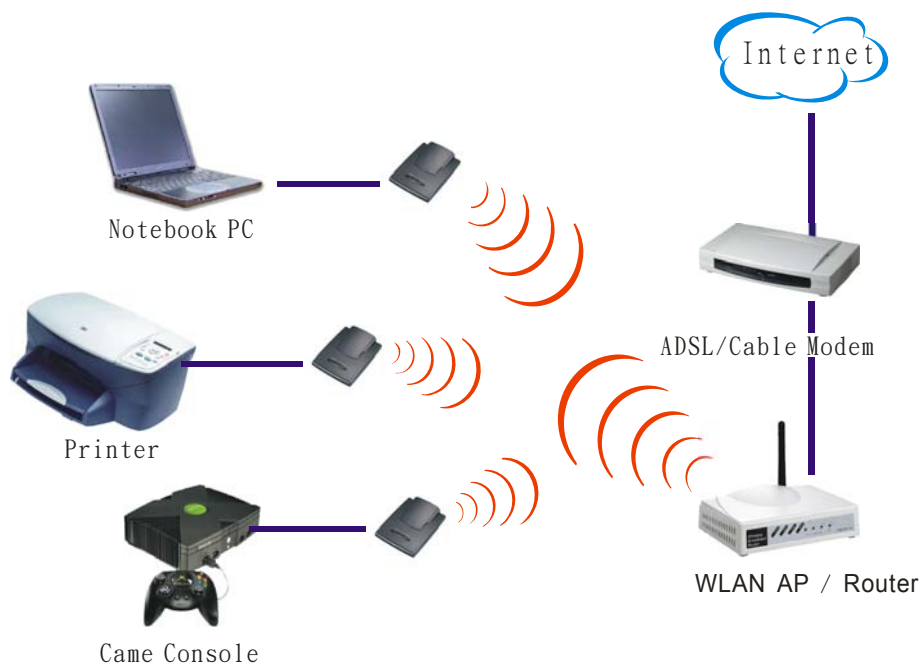 Internet
Notebook PC
ADSL/Cable Modem
Printer
WLAN AP / Router
Came Console